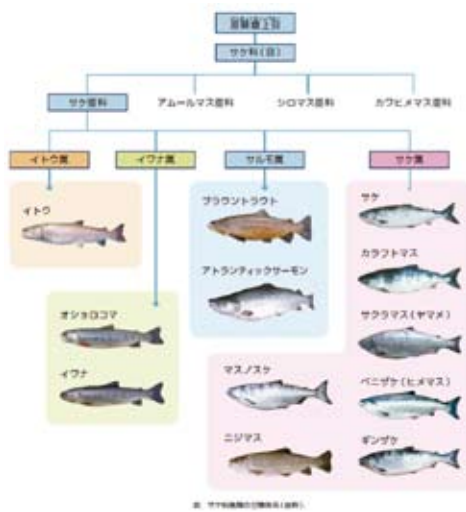 サケ科(目)
サケ亜科
アムールマス亜科
シロマス亜科
カワヒメマス亜科
イトウ属
イワナ属
サルモ属
サケ属
イトウ
ブラウントラウト
アトランティックサーモン
サケ
カラフトマス
サクラマス(ヤマメ)
オショロコマ
イワナ
マスノスケ
ベニザケ(ヒメマス)
ニジマス
ギンザケ